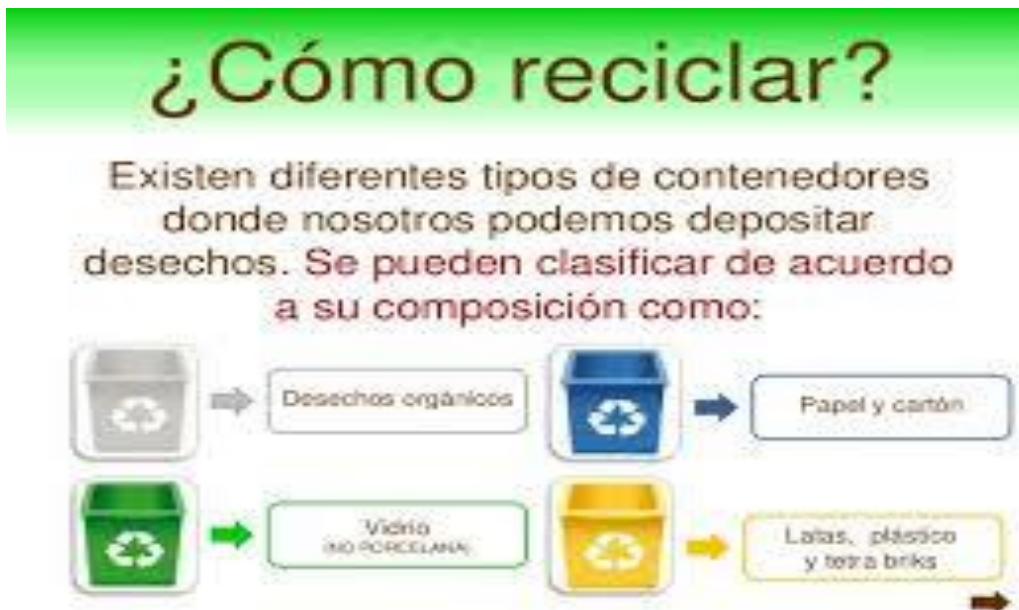 ¿Cómo reciclar?
Existen diferentes tipos de contenedores
donde nosotros podemos depositar
desechos. Se pueden clasificar de acuerdo
a su composición como:
Desechos orgánicos
Papel y cartón
Vidrio
(NO PORCELANA)
Latas, plástico
y tetra briks